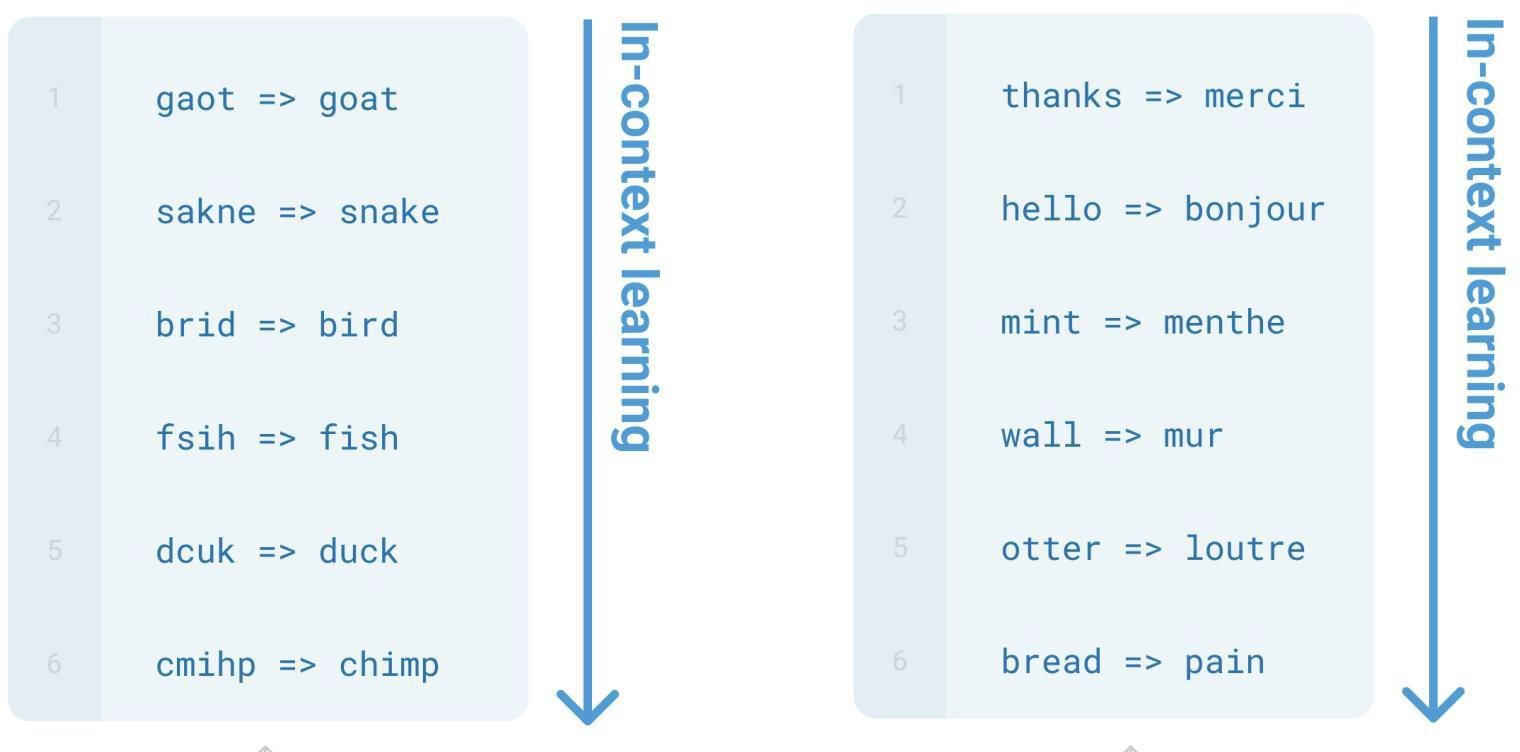 1 gaot => goat
2 sakne => snake
3 brid => bird
4 fsih => fish
5 dcuk => duck
6 cmihp => chimp
In-context learning
1 thanks => merci
2 hello => bonjour
3 mint => menthe
4 wall => mur
5 otter => loutre
6 bread => pain
In-context learning